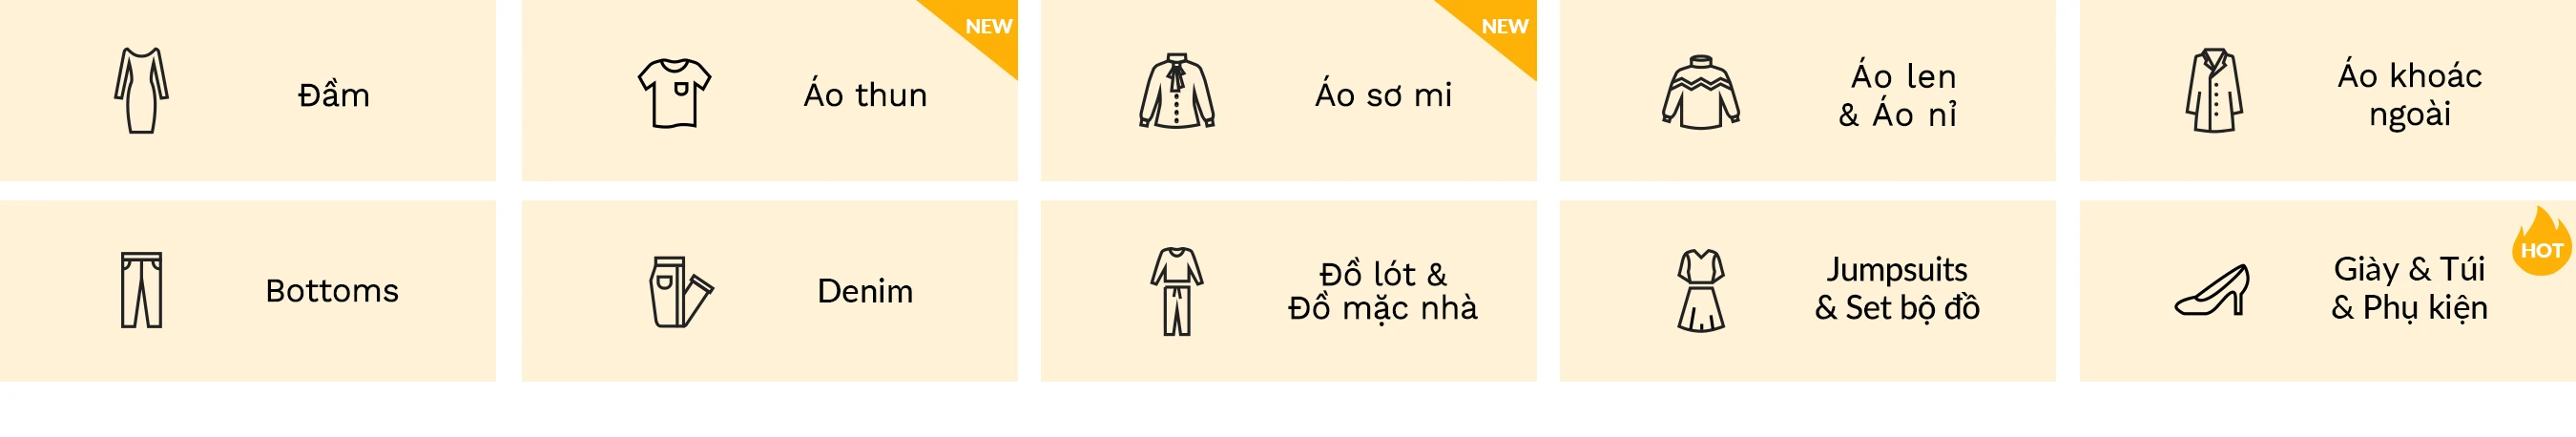 Đầm
NEW
Áo thun
NEW
Áo sơ mi
Áo len
& Áo nỉ
Áo khoác
ngoài
Bottoms
Denim
Đồ lót &
Đồ mặc nhà
Jumpsuits
& Set bộ đồ
HOT
Giày & Túi
& Phụ kiện